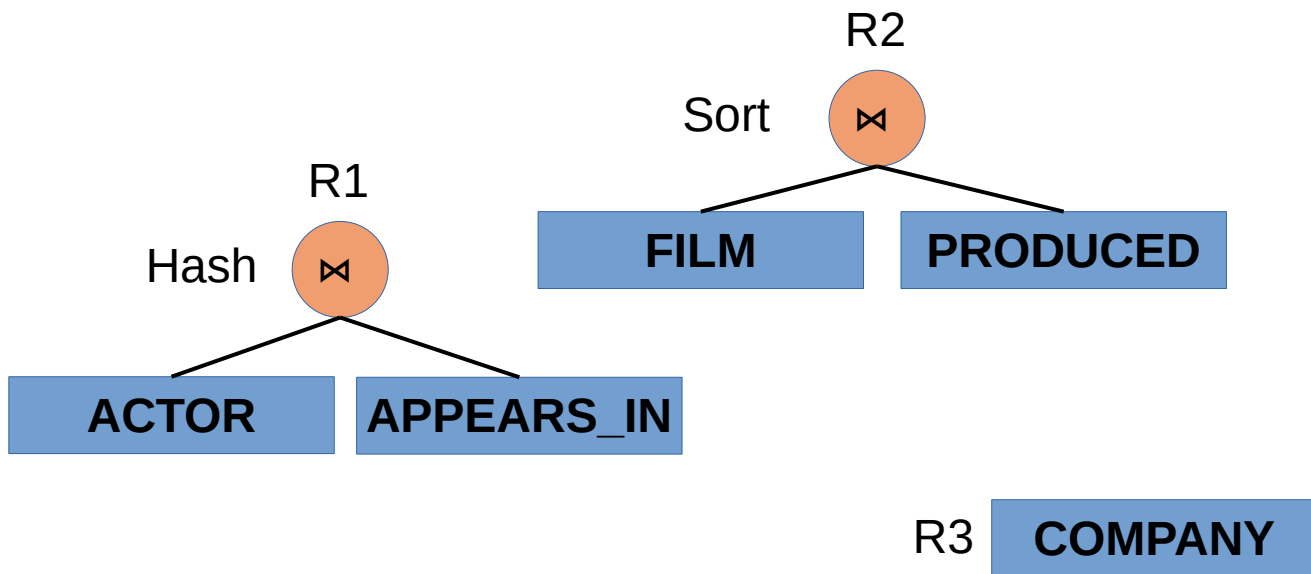 R2
Sort
⋈
R1
FILM
PRODUCED
Hash
⋈
ACTOR
APPEARS_IN
R3
COMPANY